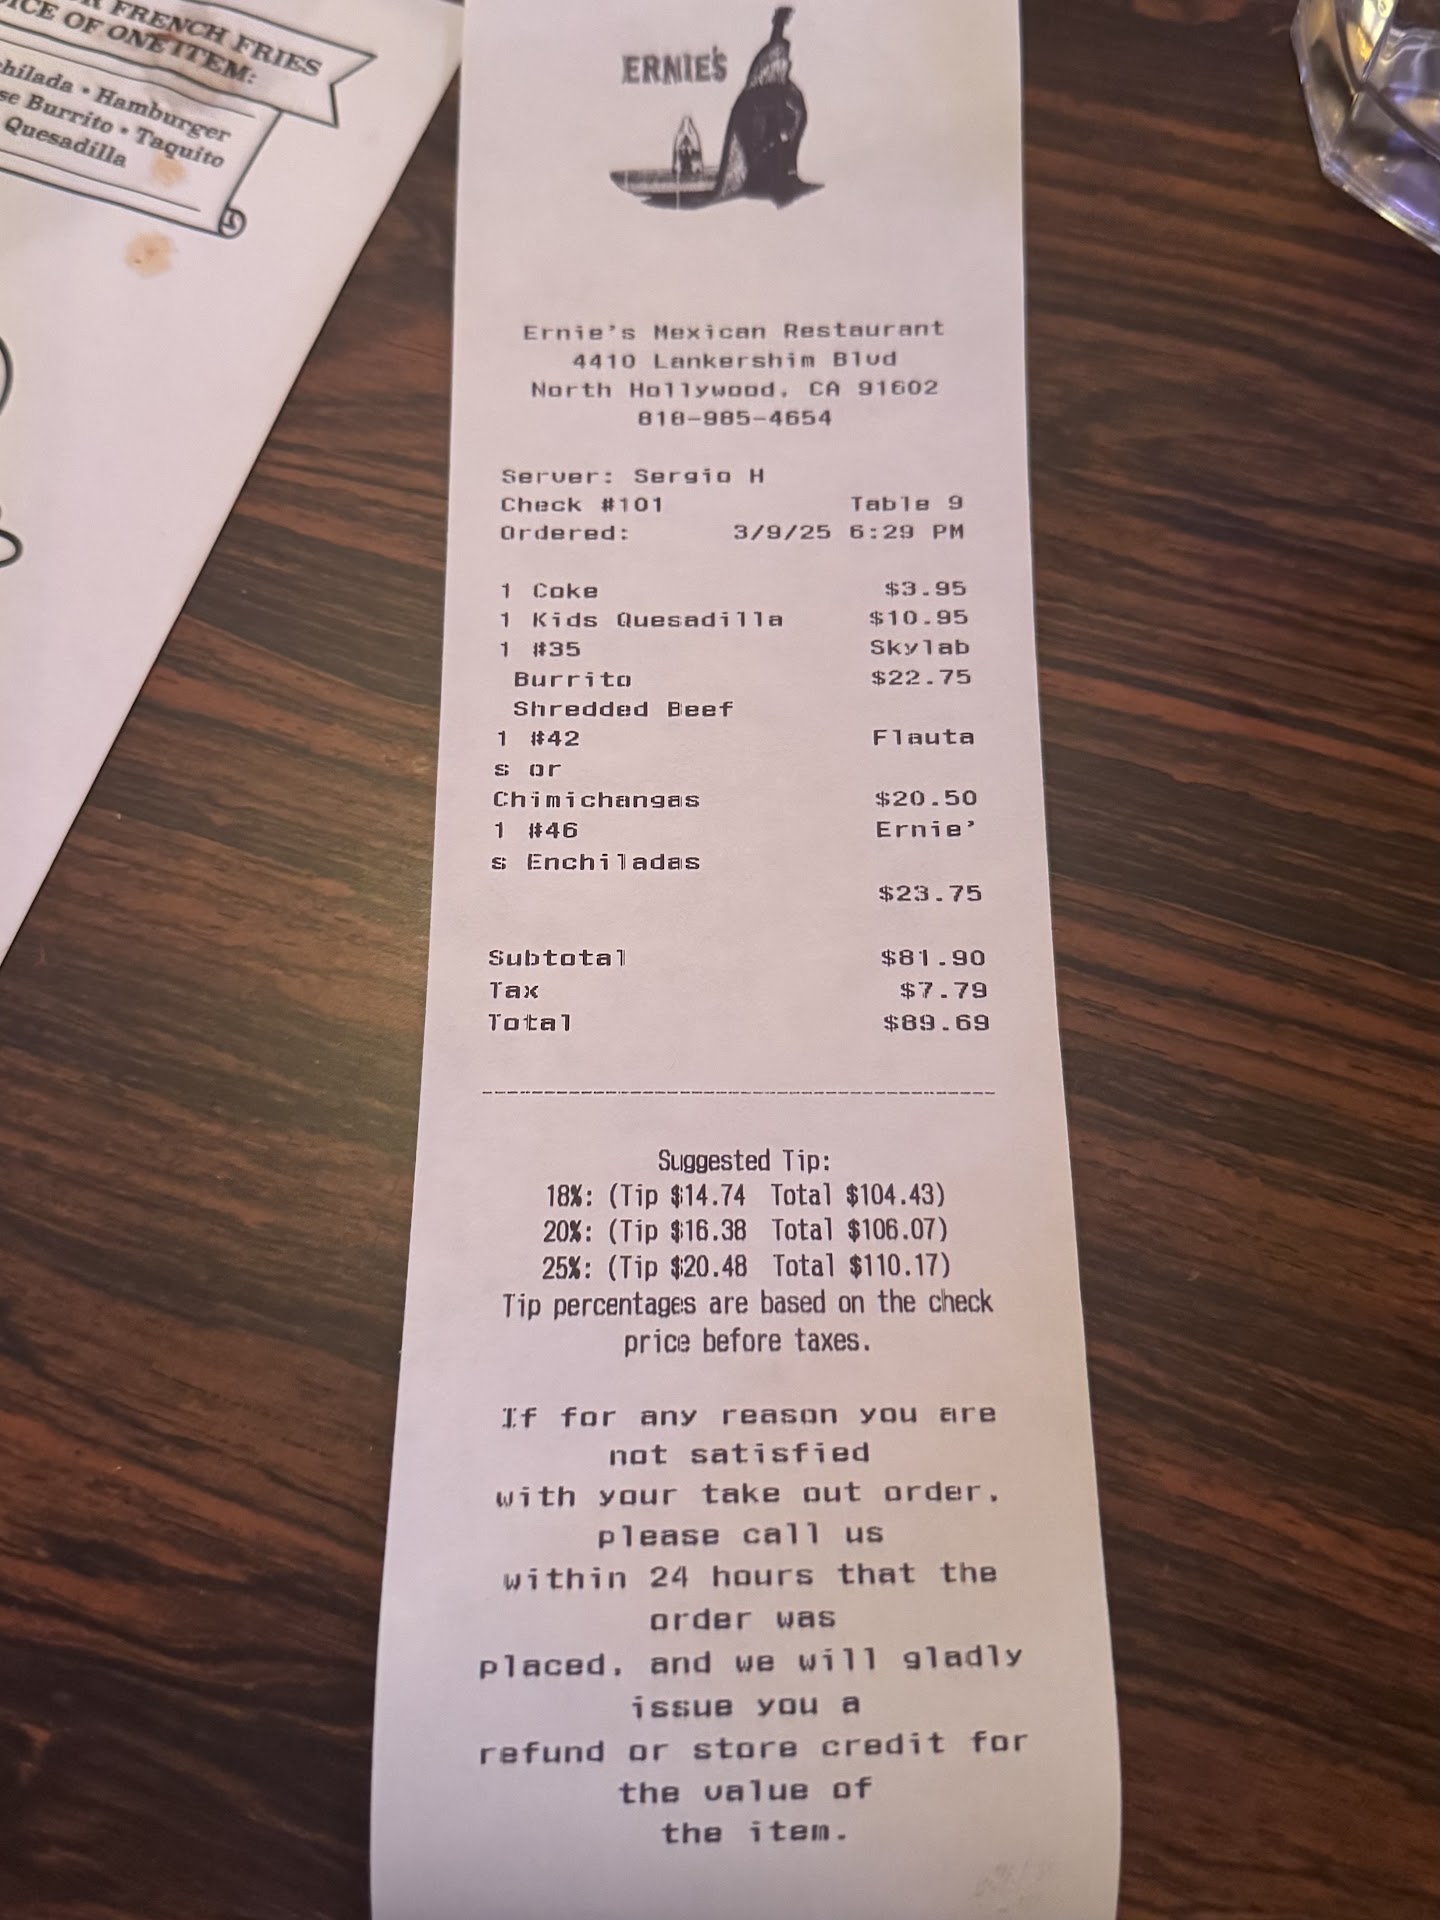 FRENCH FRIES
OF ONE ITEM:
Hamburger
Burrito • Taquito
Quesadilla
ERNIE'S
Ernie's Mexican Restaurant
4410 Lankershim Blvd
North Hollywood, CA 91602
818-985-4654
Server: Sergio H
Check #101 Table 9
Ordered: 3/9/25 6:29 PM
1 Coke $3.95
1 Kids Quesadilla $10.95
1 #35 Skylab
Burrito $22.75
Shredded Beef
1 #42 Flauta
s or
Chimichangas $20.50
1 #46 Ernie'
s Enchiladas
$23.75
Subtotal $81.90
Tax $7.79
Total $89.69
Suggested Tip:
18%: (Tip $14.74 Total $104.43)
20%: (Tip $16.38 Total $106.07)
25%: (Tip $20.48 Total $110.17)
Tip percentages are based on the check
price before taxes.
If for any reason you are
not satisfied
with your take out order,
please call us
within 24 hours that the
order was
placed, and we will gladly
issue you a
refund or store credit for
the value of
the item.